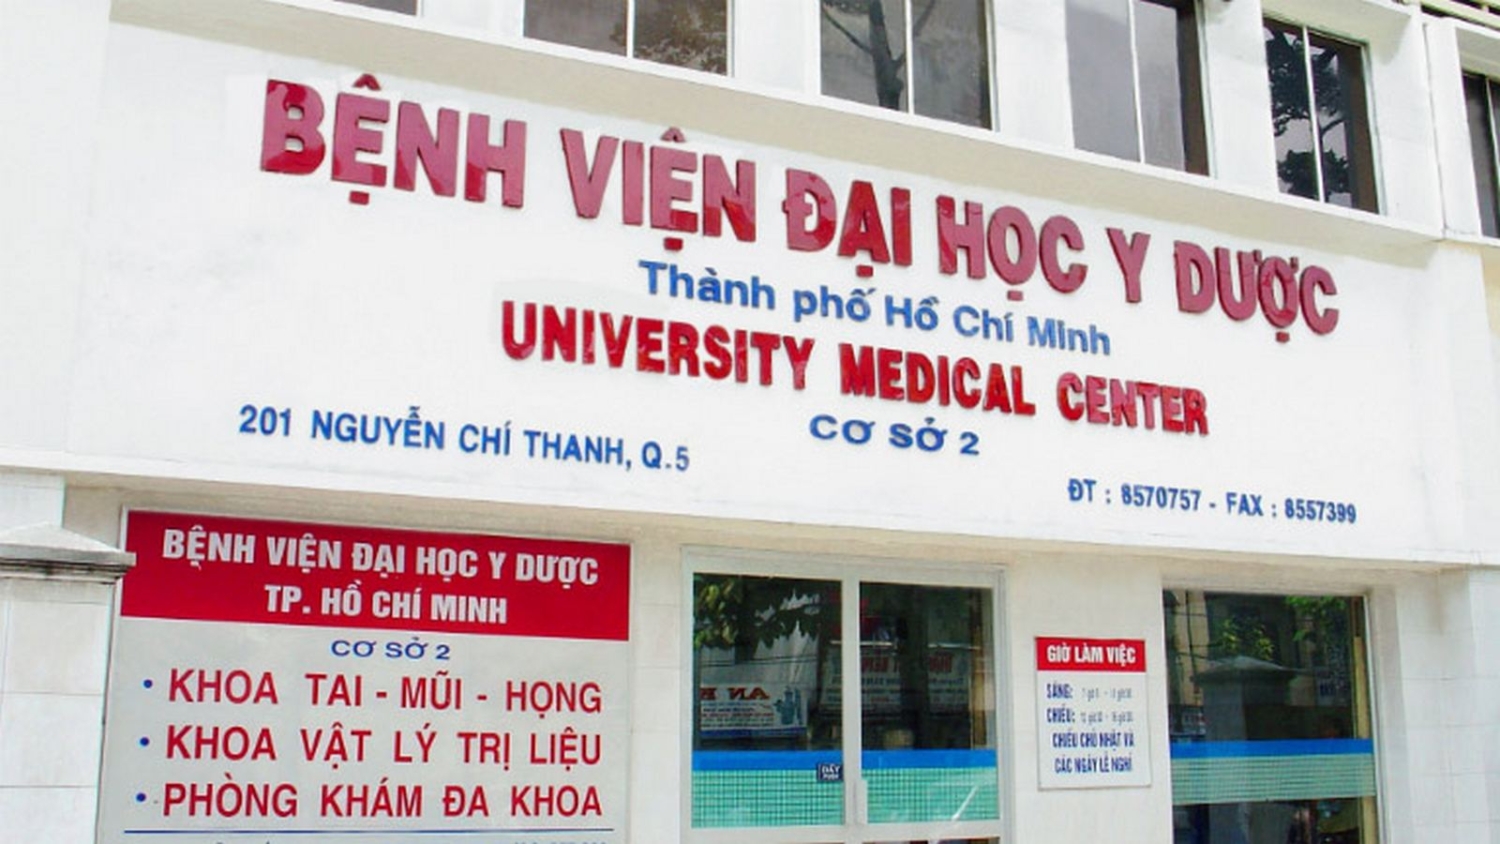 BỆNH VIỆN ĐẠI HỌC Y DƯỢC
Thành phố Hồ Chí Minh
UNIVERSITY MEDICAL CENTER
CƠ SỞ 2
201 NGUYỄN CHÍ THANH, Q.5
ĐT : 8570757 - FAX : 8557399
BỆNH VIỆN ĐẠI HỌC Y DƯỢC
TP. HỒ CHÍ MINH
CƠ SỞ 2
• KHOA TAI - MŨI - HỌNG
• KHOA VẬT LÝ TRỊ LIỆU
• PHÒNG KHÁM ĐA KHOA
GIỜ LÀM VIỆC
SÁNG:
CHIỀU:
CHIỀU CHỦ NHẬT VÀ
CÁC NGÀY LỄ NGHỈ